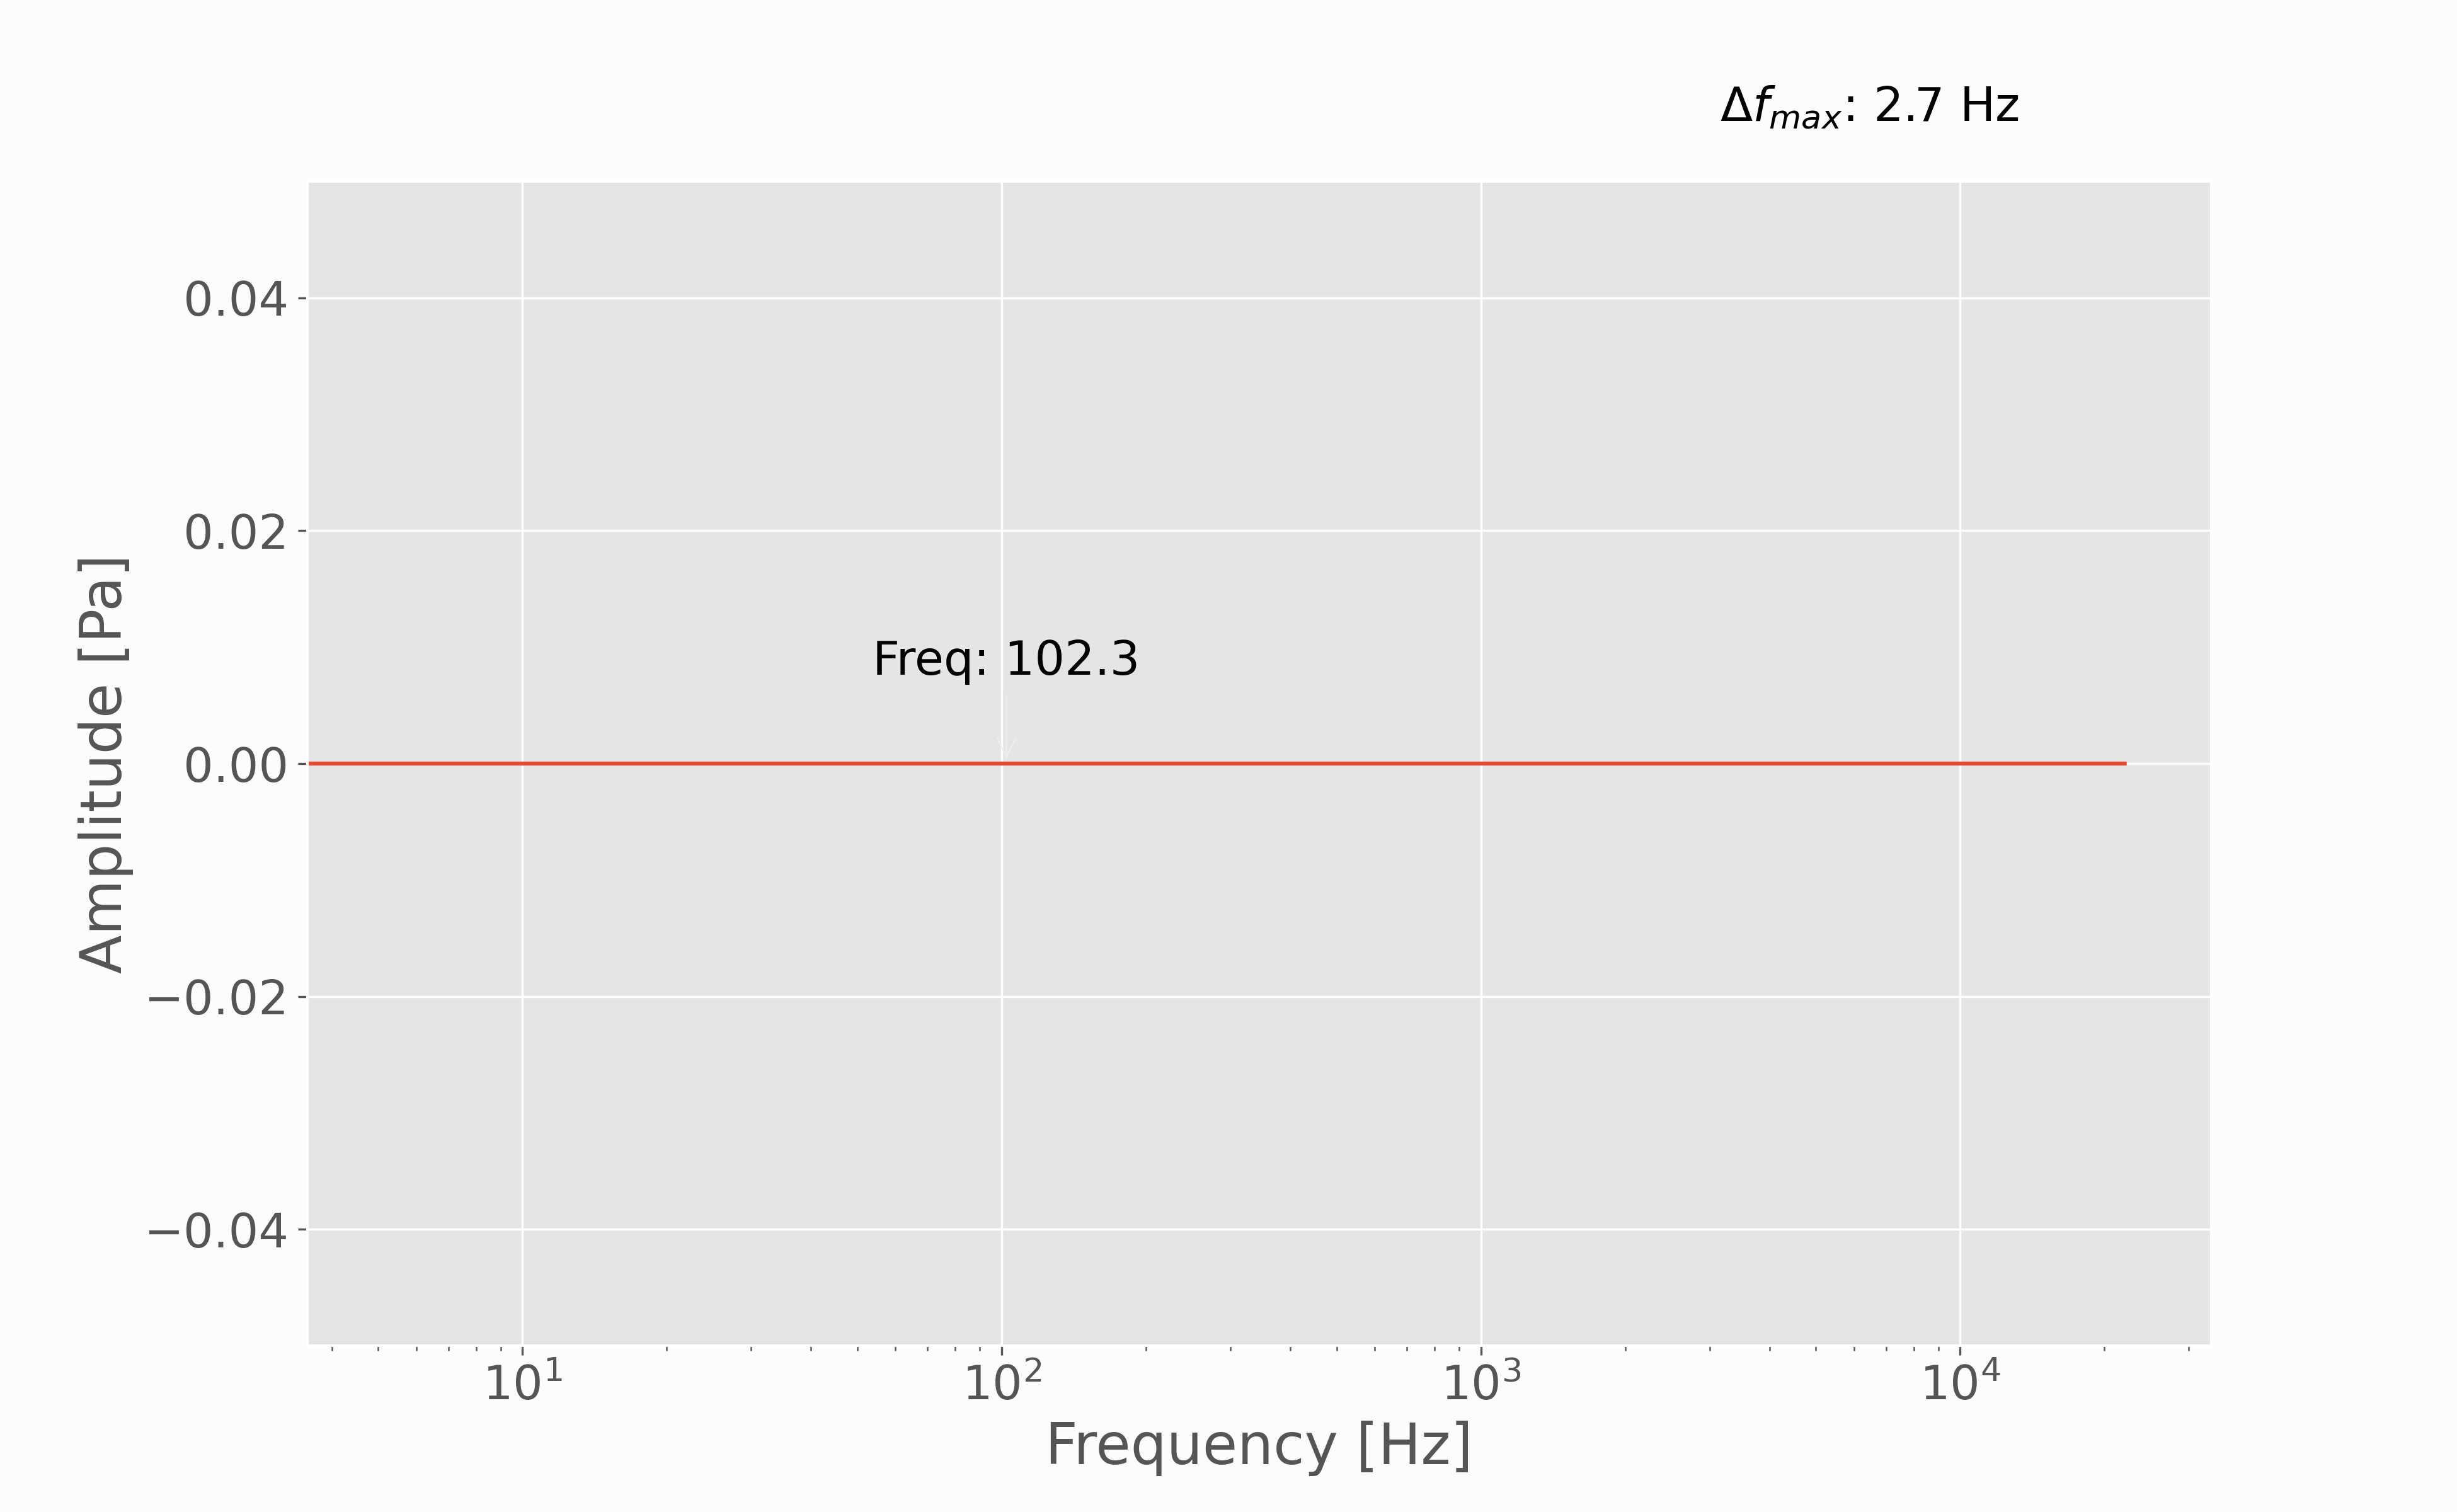 Δf_max: 2.7 Hz
0.04
0.02
Freq: 102.3
0.00
−0.02
−0.04
Amplitude [Pa]
10^1 10^2 10^3 10^4
Frequency [Hz]